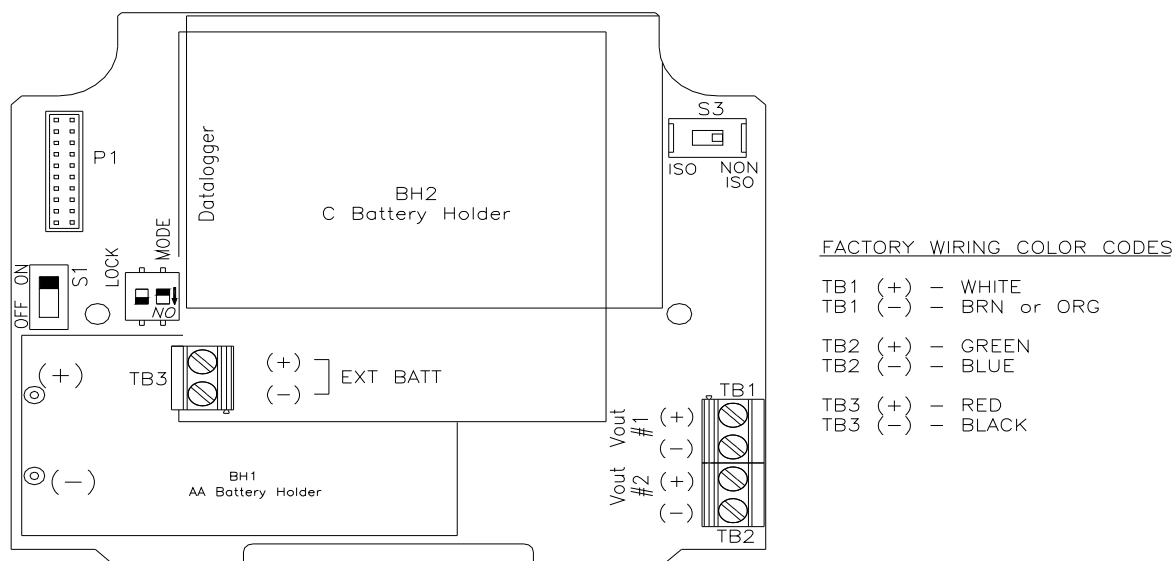 S3
ISO
NON
ISO
P1
Datalogger
BH2
C Battery Holder
MODE
LOCK
NO
ON
OFF
S1
FACTORY WIRING COLOR CODES
TB1 (+) – WHITE
TB1 (–) – BRN or ORG
TB2 (+) – GREEN
TB2 (–) – BLUE
TB3 (+) – RED
TB3 (–) – BLACK
(+)
(–)
TB3
(+)
(–)
EXT BATT
BH1
AA Battery Holder
TB1
Vout
#1
(+)
(–)
Vout
#2
(+)
(–)
TB2